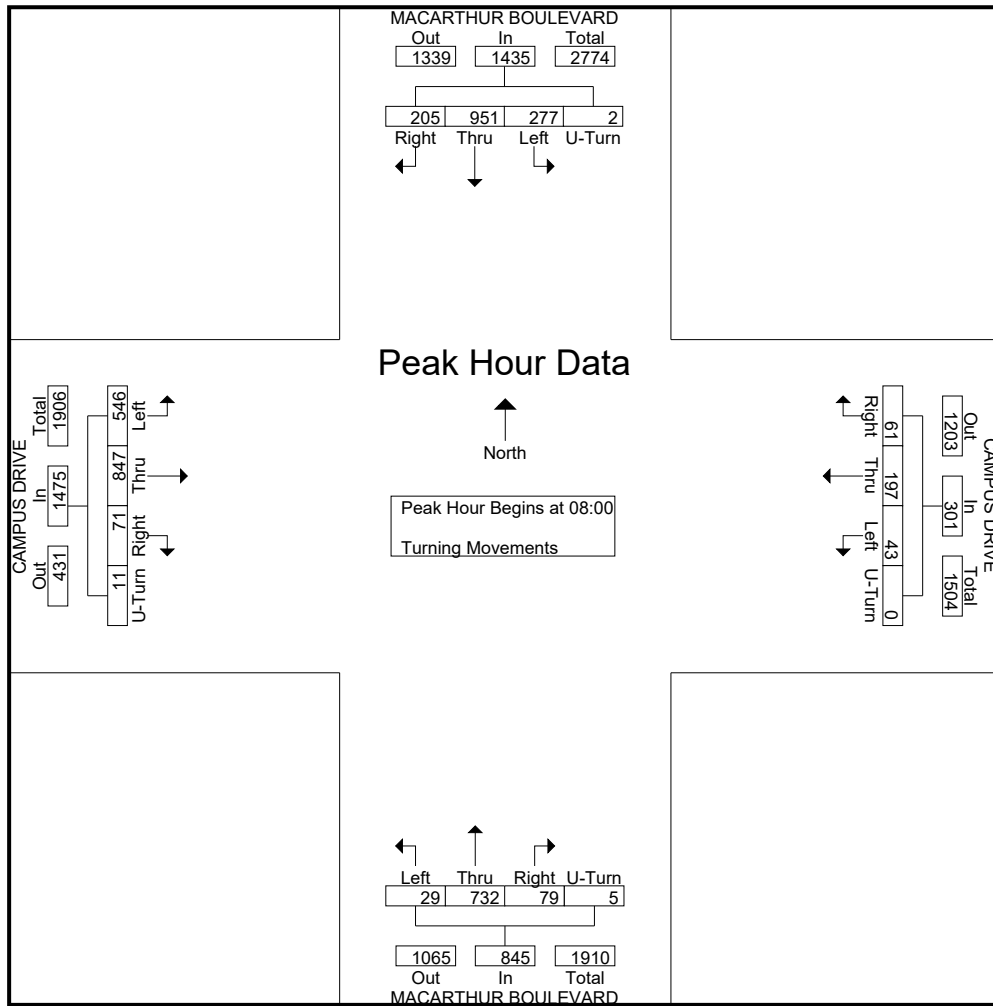 MACARTHUR BOULEVARD
Out In Total
1339 1435 2774
205 951 277 2
Right Thru Left U-Turn
Peak Hour Data
North
Peak Hour Begins at 08:00
Turning Movements
CAMPUS DRIVE
Total In Out
1906 1475 431
546 847 71 11
Left Thru Right U-Turn
CAMPUS DRIVE
Out In Total
1203 301 1504
61 197 43 0
Right Thru Left U-Turn
Left Thru Right U-Turn
29 732 79 5
1065 845 1910
Out In Total
MACARTHUR BOULEVARD